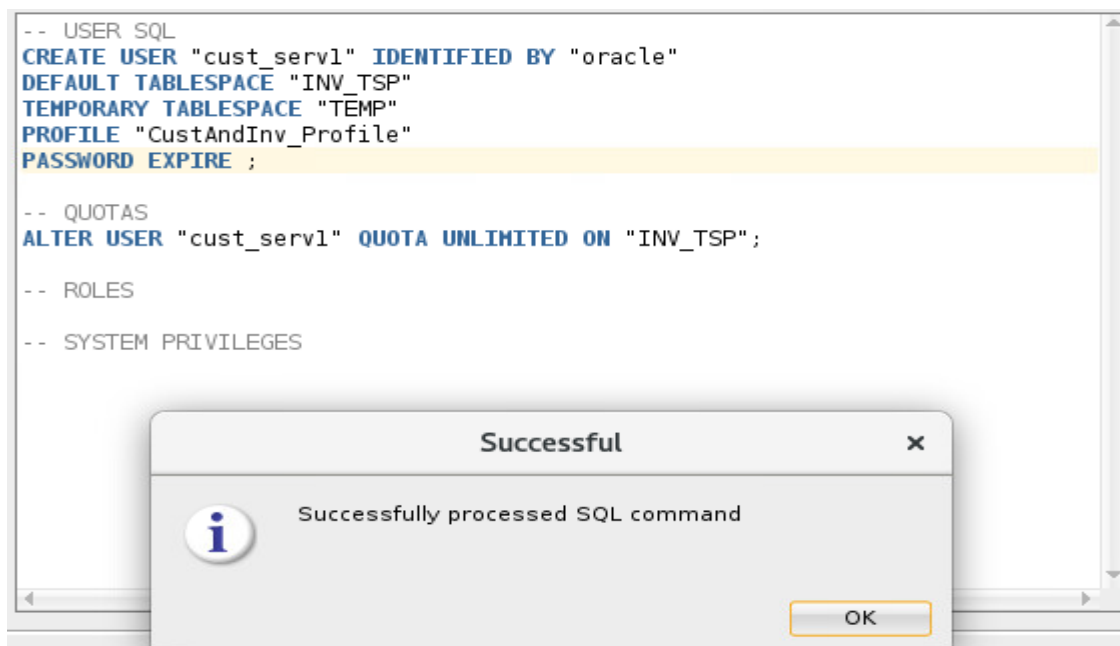 -- USER SQL
CREATE USER "cust_serv1" IDENTIFIED BY "oracle"
DEFAULT TABLESPACE "INV_TSP"
TEMPORARY TABLESPACE "TEMP"
PROFILE "CustAndInv_Profile"
PASSWORD EXPIRE ;
-- QUOTAS
ALTER USER "cust_serv1" QUOTA UNLIMITED ON "INV_TSP";
-- ROLES
-- SYSTEM PRIVILEGES
Successful
Successfully processed SQL command
OK